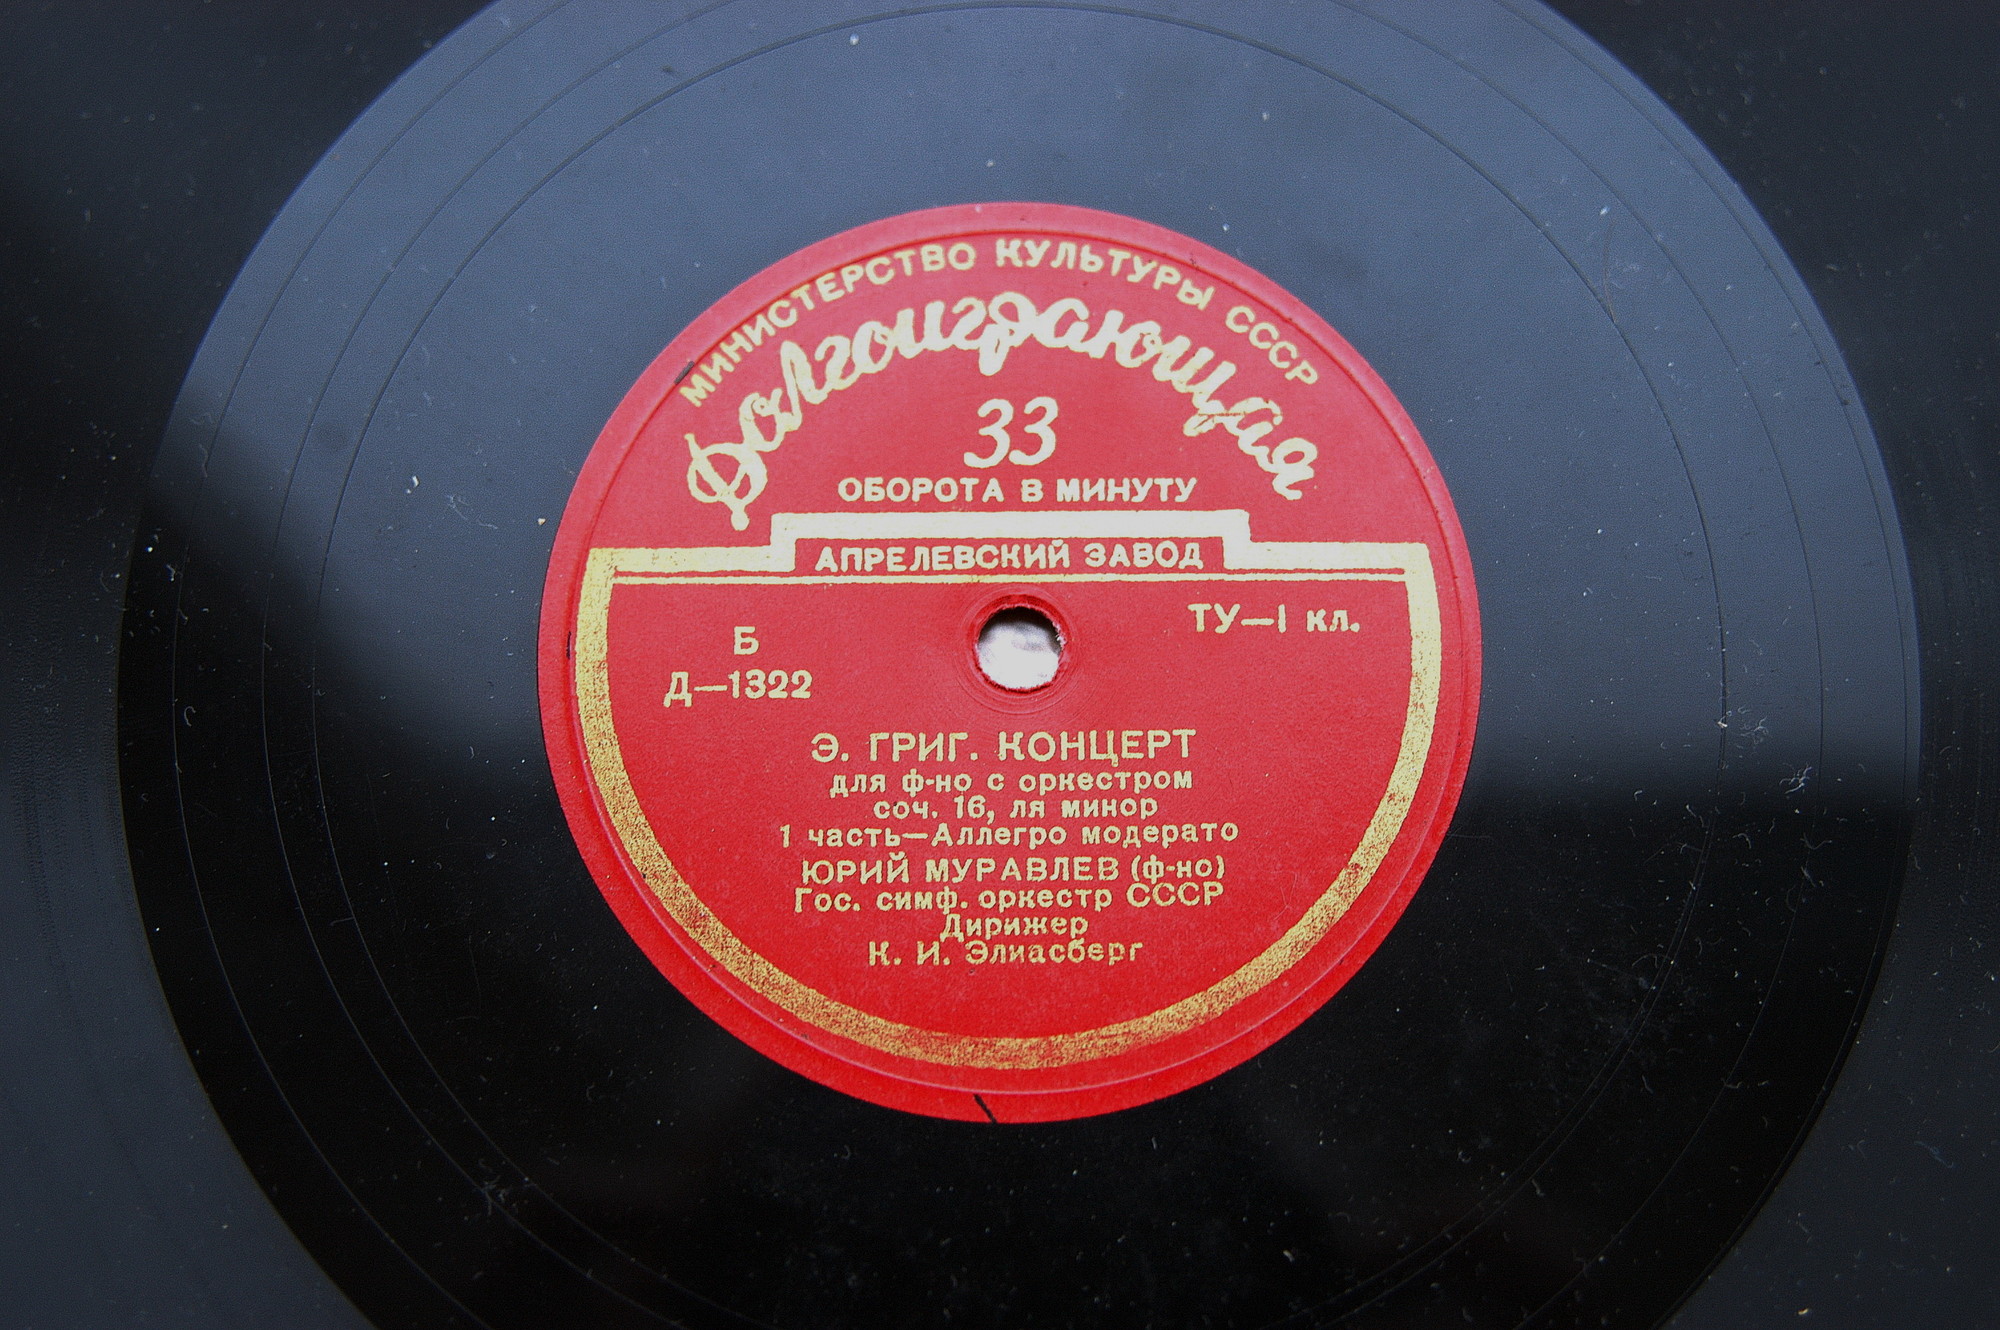 МИНИСТЕРСТВО КУЛЬТУРЫ СССР
Долгоиграющая
33
ОБОРОТА В МИНУТУ
АПРЕЛЕВСКИЙ ЗАВОД
ТУ—1 кл.
Б
Д—1322
Э. ГРИГ. КОНЦЕРТ
для ф-но с оркестром
соч. 16, ля минор
1 часть—Аллегро модерато
ЮРИЙ МУРАВЛЕВ (ф-но)
Гос. симф. оркестр СССР
Дирижер
К. И. Элиасберг